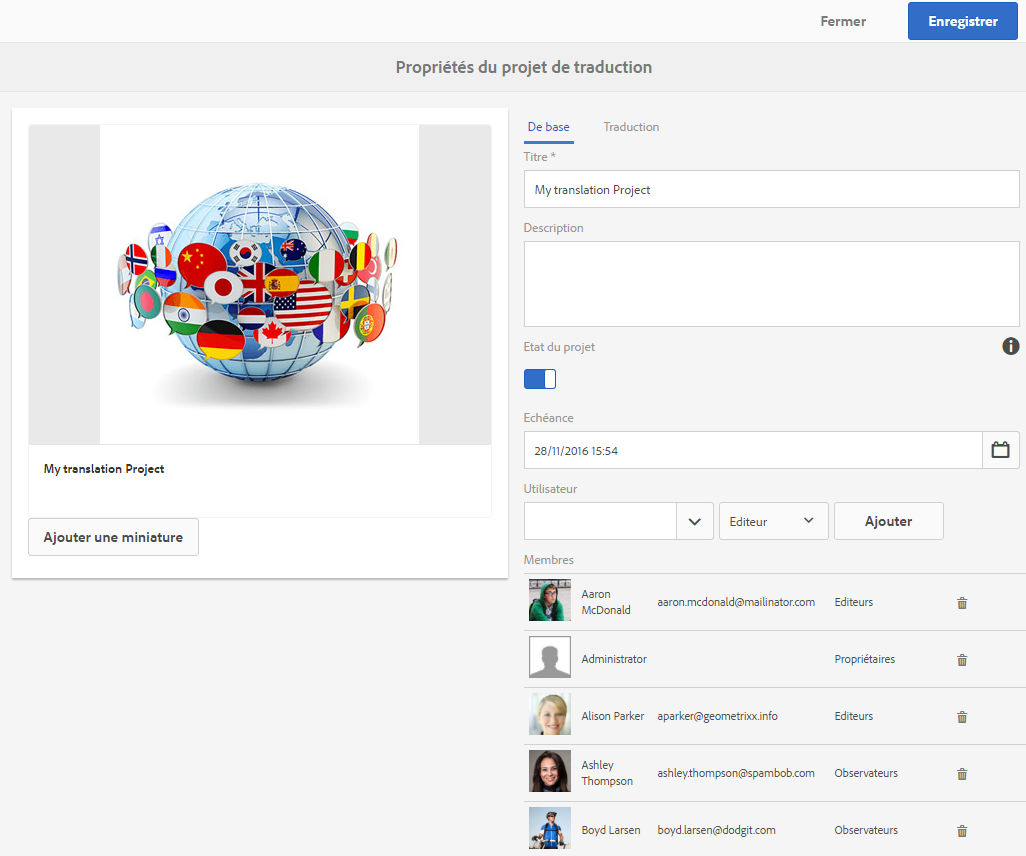 Fermer
Enregistrer
Propriétés du projet de traduction
My translation Project
Ajouter une miniature
De base
Traduction
Titre *
My translation Project
Description
Etat du projet
Echéance
28/11/2016 15:54
Utilisateur
Editeur
Ajouter
Membres
Aaron
McDonald
aaron.mcdonald@mailinator.com
Editeurs
Administrator
Propriétaires
Alison Parker
aparker@geometrixx.info
Editeurs
Ashley
Thompson
ashley.thompson@spambob.com
Observateurs
Boyd Larsen
boyd.larsen@dodgit.com
Observateurs